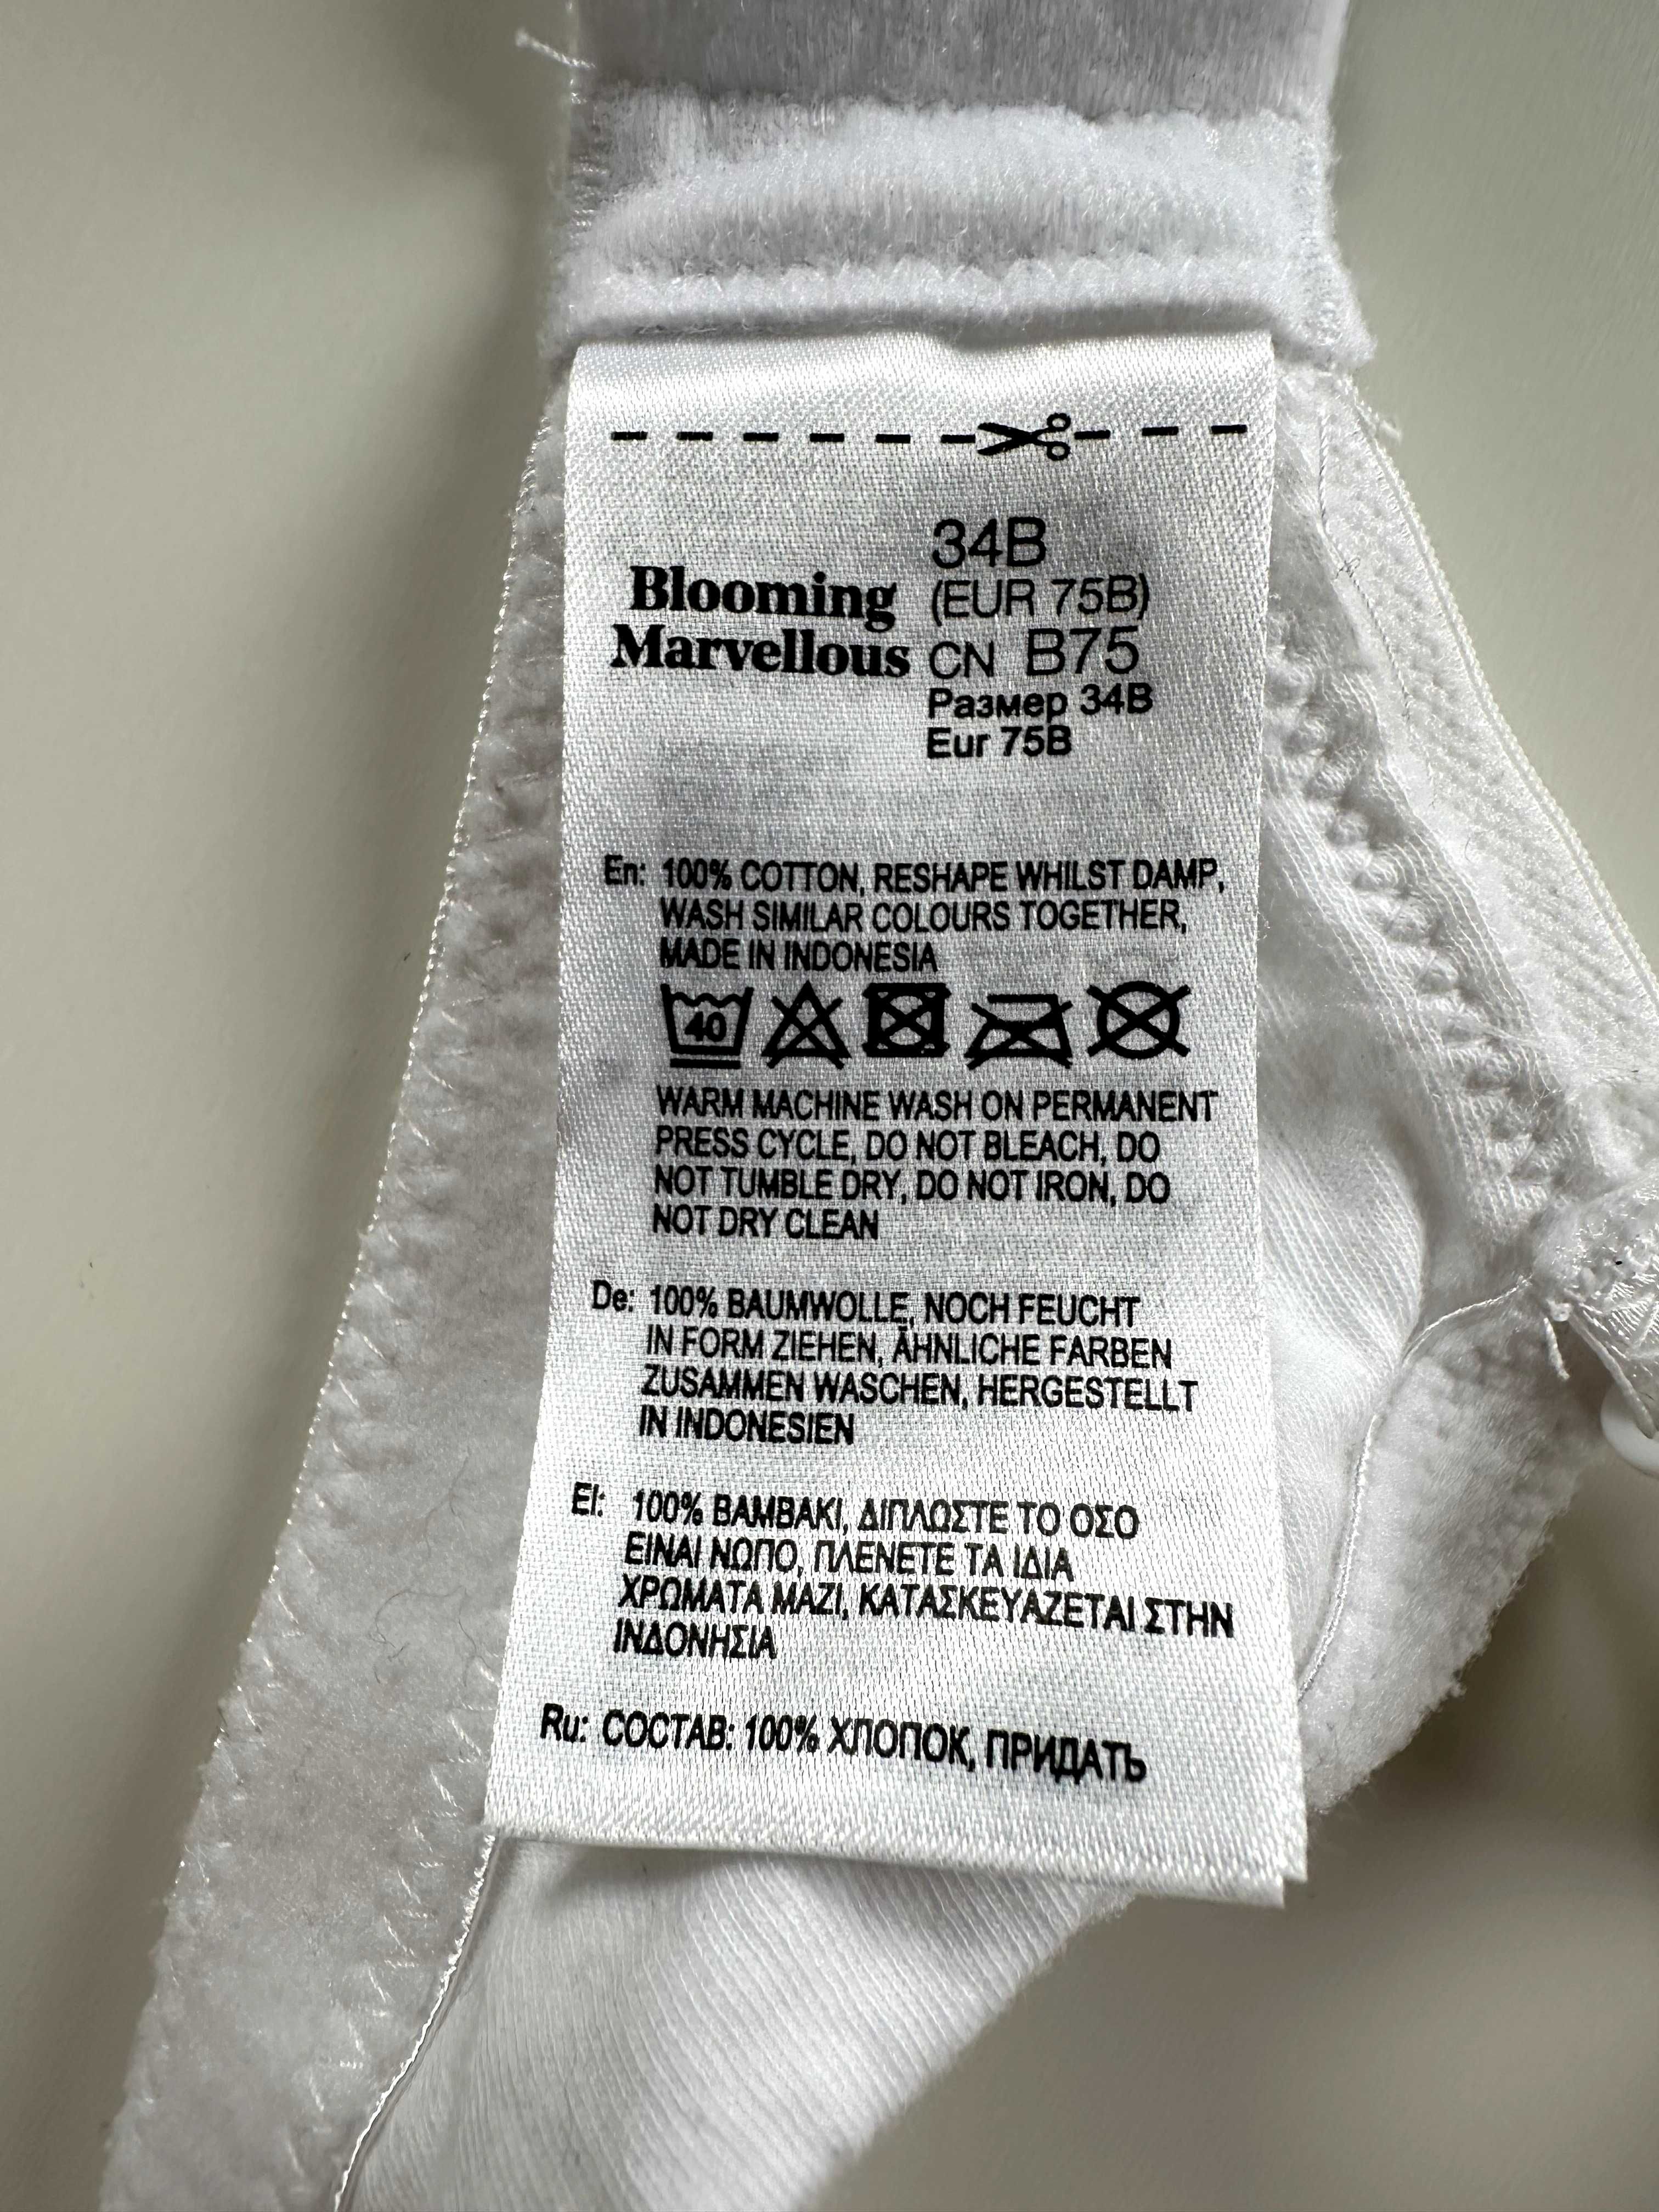 34B
Blooming (EUR 75B)
Marvellous CN B75
Размер 34B
Eur 75B
En: 100% COTTON, RESHAPE WHILST DAMP,
WASH SIMILAR COLOURS TOGETHER,
MADE IN INDONESIA
40
WARM MACHINE WASH ON PERMANENT
PRESS CYCLE, DO NOT BLEACH, DO
NOT TUMBLE DRY, DO NOT IRON, DO
NOT DRY CLEAN
De: 100% BAUMWOLLE, NOCH FEUCHT
IN FORM ZIEHEN, ÄHNLICHE FARBEN
ZUSAMMEN WASCHEN, HERGESTELLT
IN INDONESIEN
El: 100% ΒΑΜΒΑΚΙ, ΔΙΠΛΩΣΤΕ ΤΟ ΟΣΟ
ΕΙΝΑΙ ΝΩΠΟ, ΠΛΕΝΕΤΕ ΤΑ ΙΔΙΑ
ΧΡΩΜΑΤΑ ΜΑΖΙ, ΚΑΤΑΣΚΕΥΑΖΕΤΑΙ ΣΤΗΝ
ΙΝΔΟΝΗΣΙΑ
Ru: СОСТАВ: 100% ХЛОПОК, ПРИДАТЬ